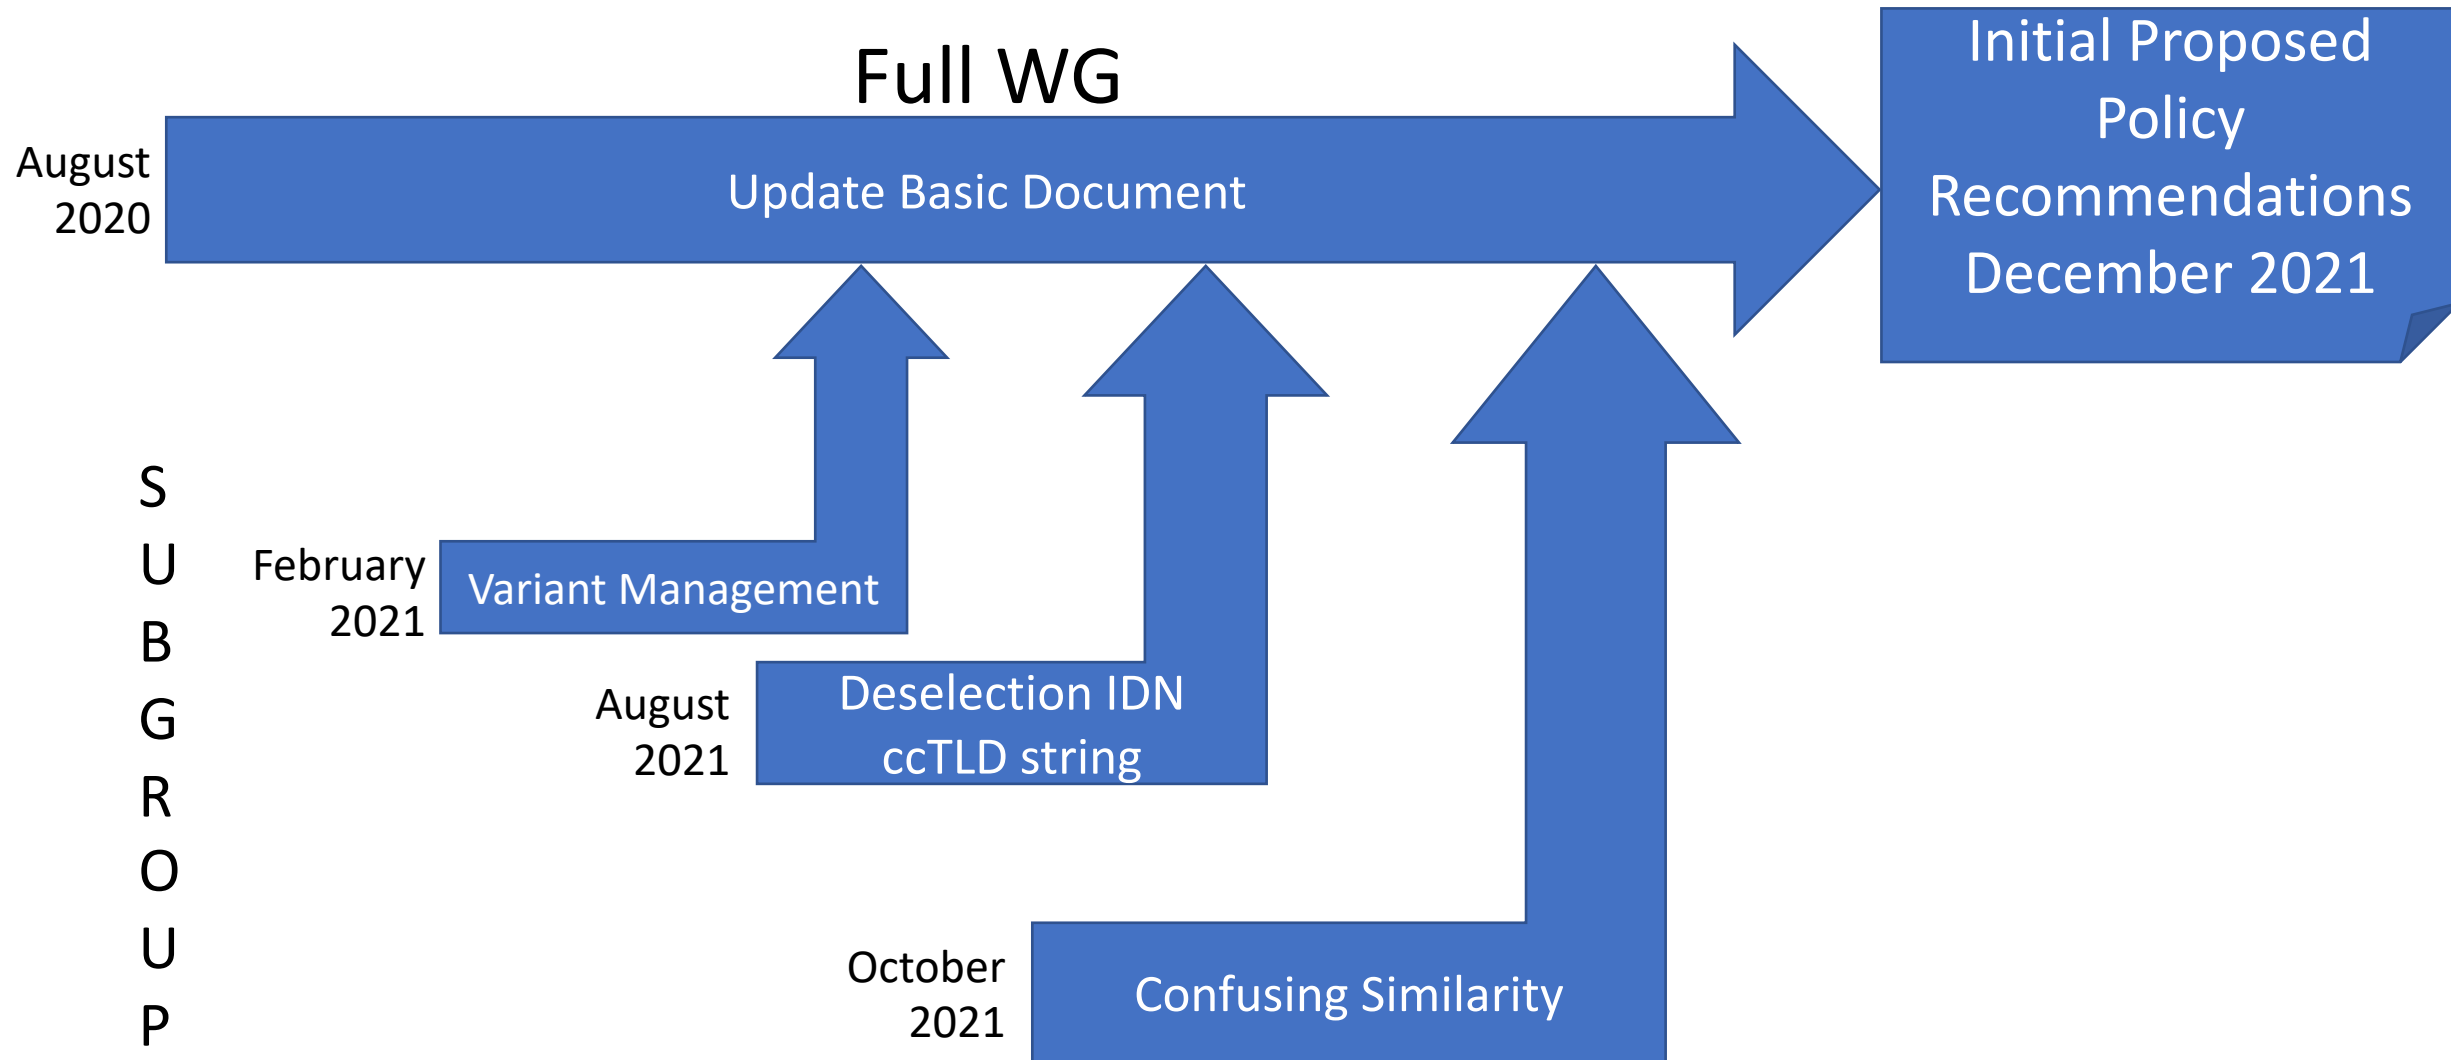 Full WG
August
2020
Update Basic Document
Initial Proposed
Policy
Recommendations
December 2021
S
U
B
G
R
O
U
P
February
2021
Variant Management
August
2021
Deselection IDN
ccTLD string
October
2021
Confusing Similarity